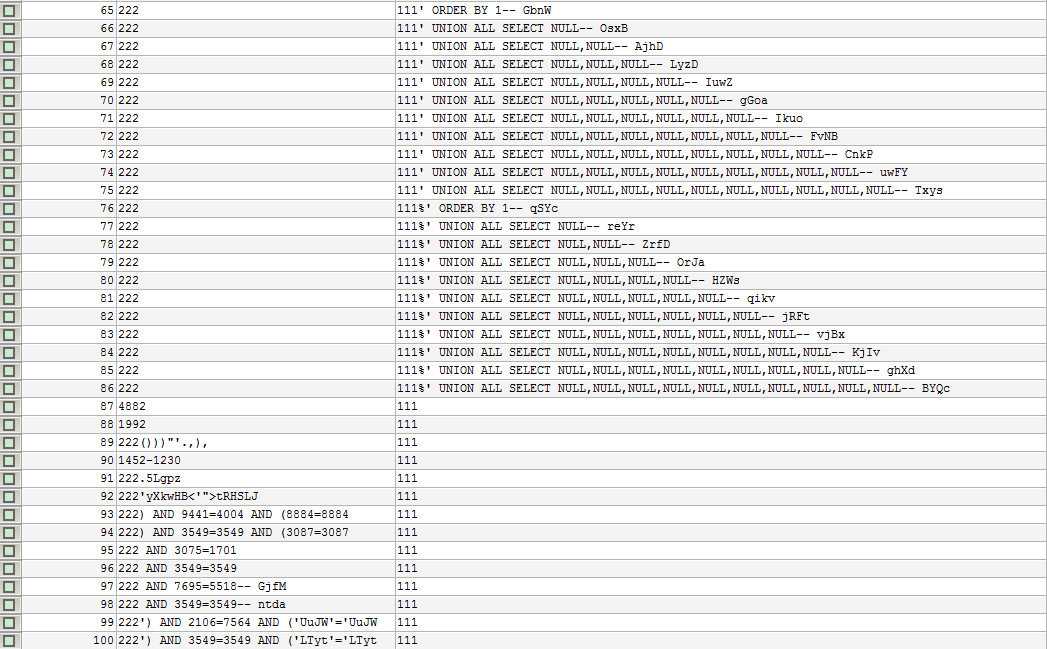 65 222 111' ORDER BY 1-- GbnW
66 222 111' UNION ALL SELECT NULL-- OsxB
67 222 111' UNION ALL SELECT NULL,NULL-- AjhD
68 222 111' UNION ALL SELECT NULL,NULL,NULL-- LyzD
69 222 111' UNION ALL SELECT NULL,NULL,NULL,NULL-- IuwZ
70 222 111' UNION ALL SELECT NULL,NULL,NULL,NULL,NULL-- gGoa
71 222 111' UNION ALL SELECT NULL,NULL,NULL,NULL,NULL,NULL-- Ikuo
72 222 111' UNION ALL SELECT NULL,NULL,NULL,NULL,NULL,NULL,NULL-- FvNB
73 222 111' UNION ALL SELECT NULL,NULL,NULL,NULL,NULL,NULL,NULL,NULL-- CnkP
74 222 111' UNION ALL SELECT NULL,NULL,NULL,NULL,NULL,NULL,NULL,NULL,NULL-- uwFY
75 222 111' UNION ALL SELECT NULL,NULL,NULL,NULL,NULL,NULL,NULL,NULL,NULL,NULL-- Txys
76 222 111%' ORDER BY 1-- qSYc
77 222 111%' UNION ALL SELECT NULL-- reYr
78 222 111%' UNION ALL SELECT NULL,NULL-- ZrfD
79 222 111%' UNION ALL SELECT NULL,NULL,NULL-- OrJa
80 222 111%' UNION ALL SELECT NULL,NULL,NULL,NULL-- HZWs
81 222 111%' UNION ALL SELECT NULL,NULL,NULL,NULL,NULL-- qikv
82 222 111%' UNION ALL SELECT NULL,NULL,NULL,NULL,NULL,NULL-- jRFt
83 222 111%' UNION ALL SELECT NULL,NULL,NULL,NULL,NULL,NULL,NULL-- vjBx
84 222 111%' UNION ALL SELECT NULL,NULL,NULL,NULL,NULL,NULL,NULL,NULL-- KjIv
85 222 111%' UNION ALL SELECT NULL,NULL,NULL,NULL,NULL,NULL,NULL,NULL,NULL-- ghXd
86 222 111%' UNION ALL SELECT NULL,NULL,NULL,NULL,NULL,NULL,NULL,NULL,NULL,NULL-- BYQc
87 4882 111
88 1992 111
89 222()))"'.,), 111
90 1452-1230 111
91 222.5Lgpz 111
92 222'yXkwHB<'">tRHSLJ 111
93 222) AND 9441=4004 AND (8884=8884 111
94 222) AND 3549=3549 AND (3087=3087 111
95 222 AND 3075=1701 111
96 222 AND 3549=3549 111
97 222 AND 7695=5518-- GjfM 111
98 222 AND 3549=3549-- ntda 111
99 222') AND 2106=7564 AND ('UuJW'='UuJW 111
100 222') AND 3549=3549 AND ('LTyt'='LTyt 111